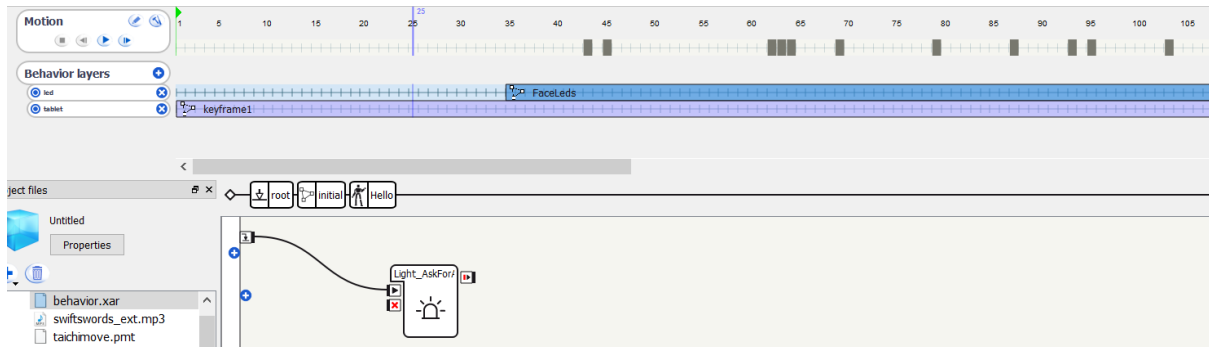 Motion
25
1 5 10 15 20 25 30 35 40 45 50 55 60 65 70 75 80 85 90 95 100 105
Behavior layers
led
FaceLeds
tablet
keyframe1
ject files
root initial Hello
Untitled
Properties
Light_AskForA
behavior.xar
swiftswords_ext.mp3
taichimove.pmt